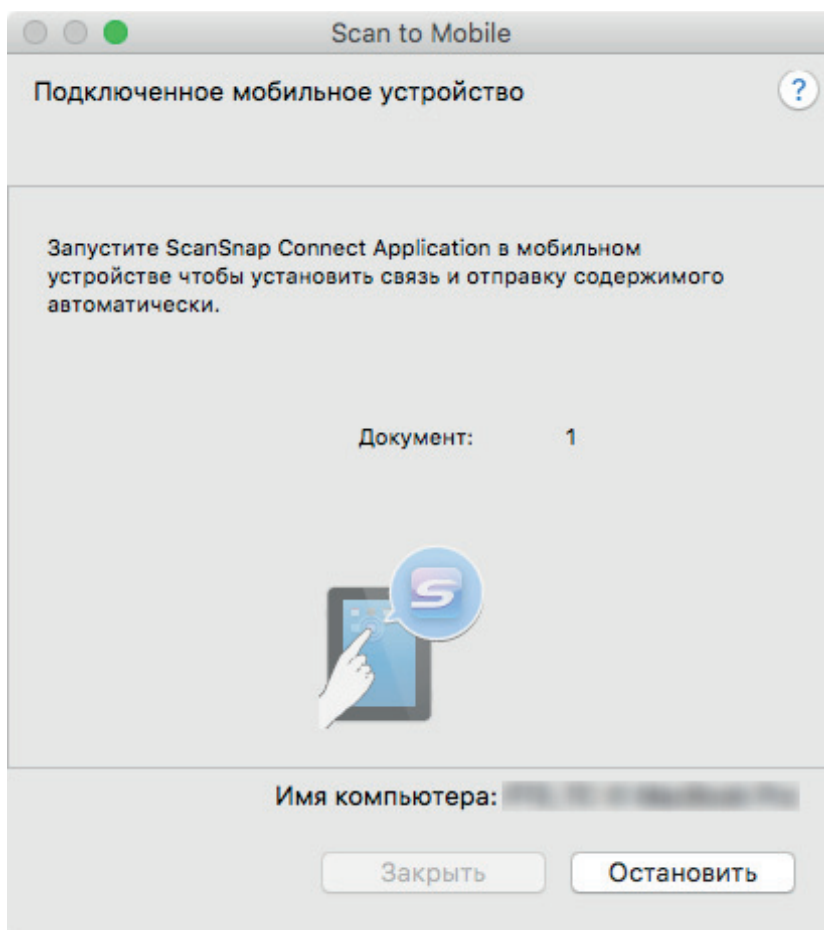 Scan to Mobile
Подключенное мобильное устройство
?
Запустите ScanSnap Connect Application в мобильном
устройстве чтобы установить связь и отправку содержимого
автоматически.
Документ: 1
S
Имя компьютера:
Закрыть
Остановить